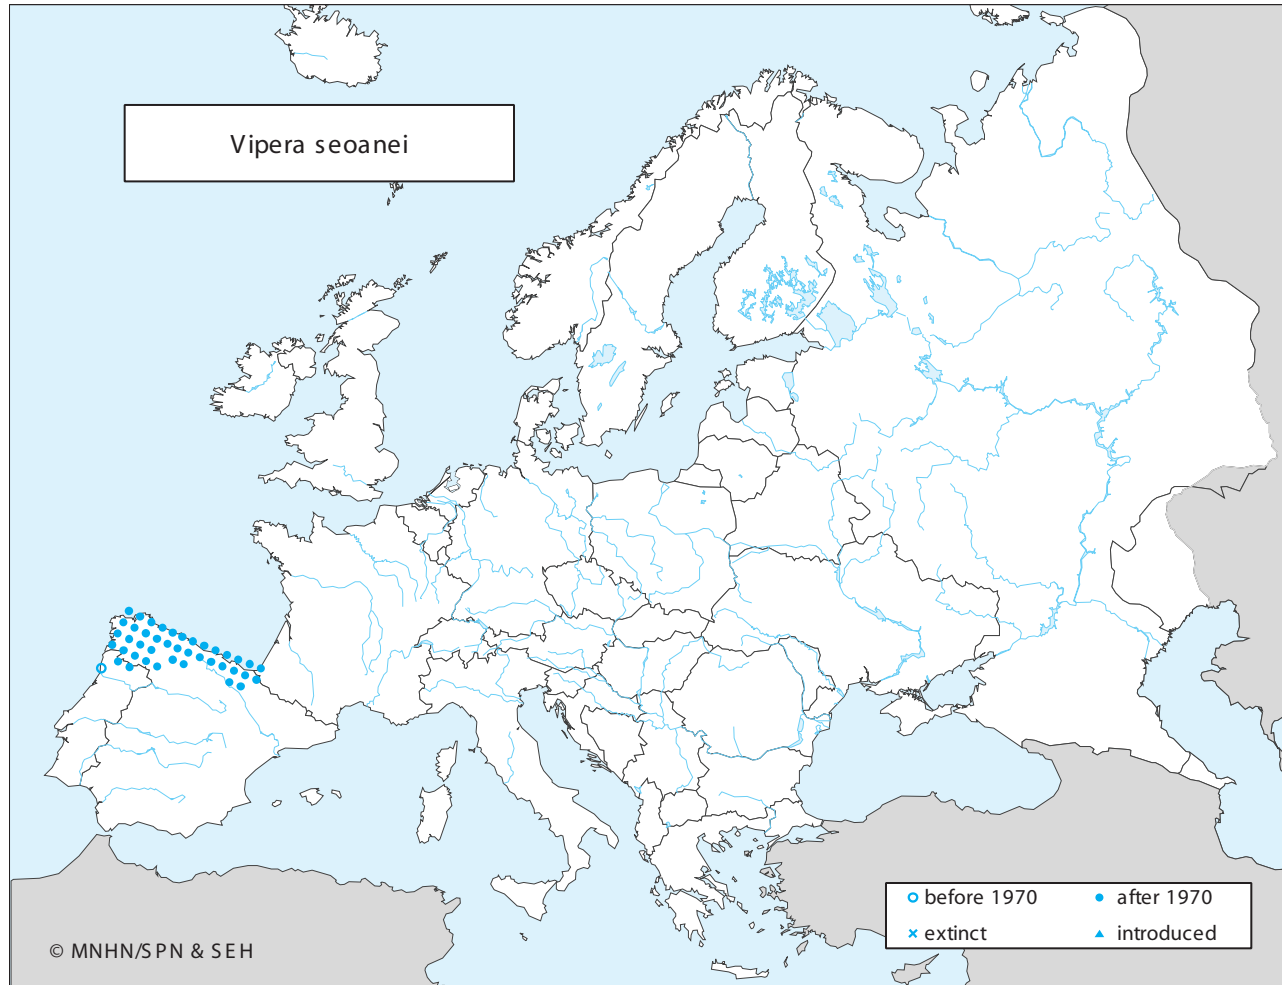 Vipera seoanei
before 1970
after 1970
extinct
introduced
© MNHN/SPN & SEH